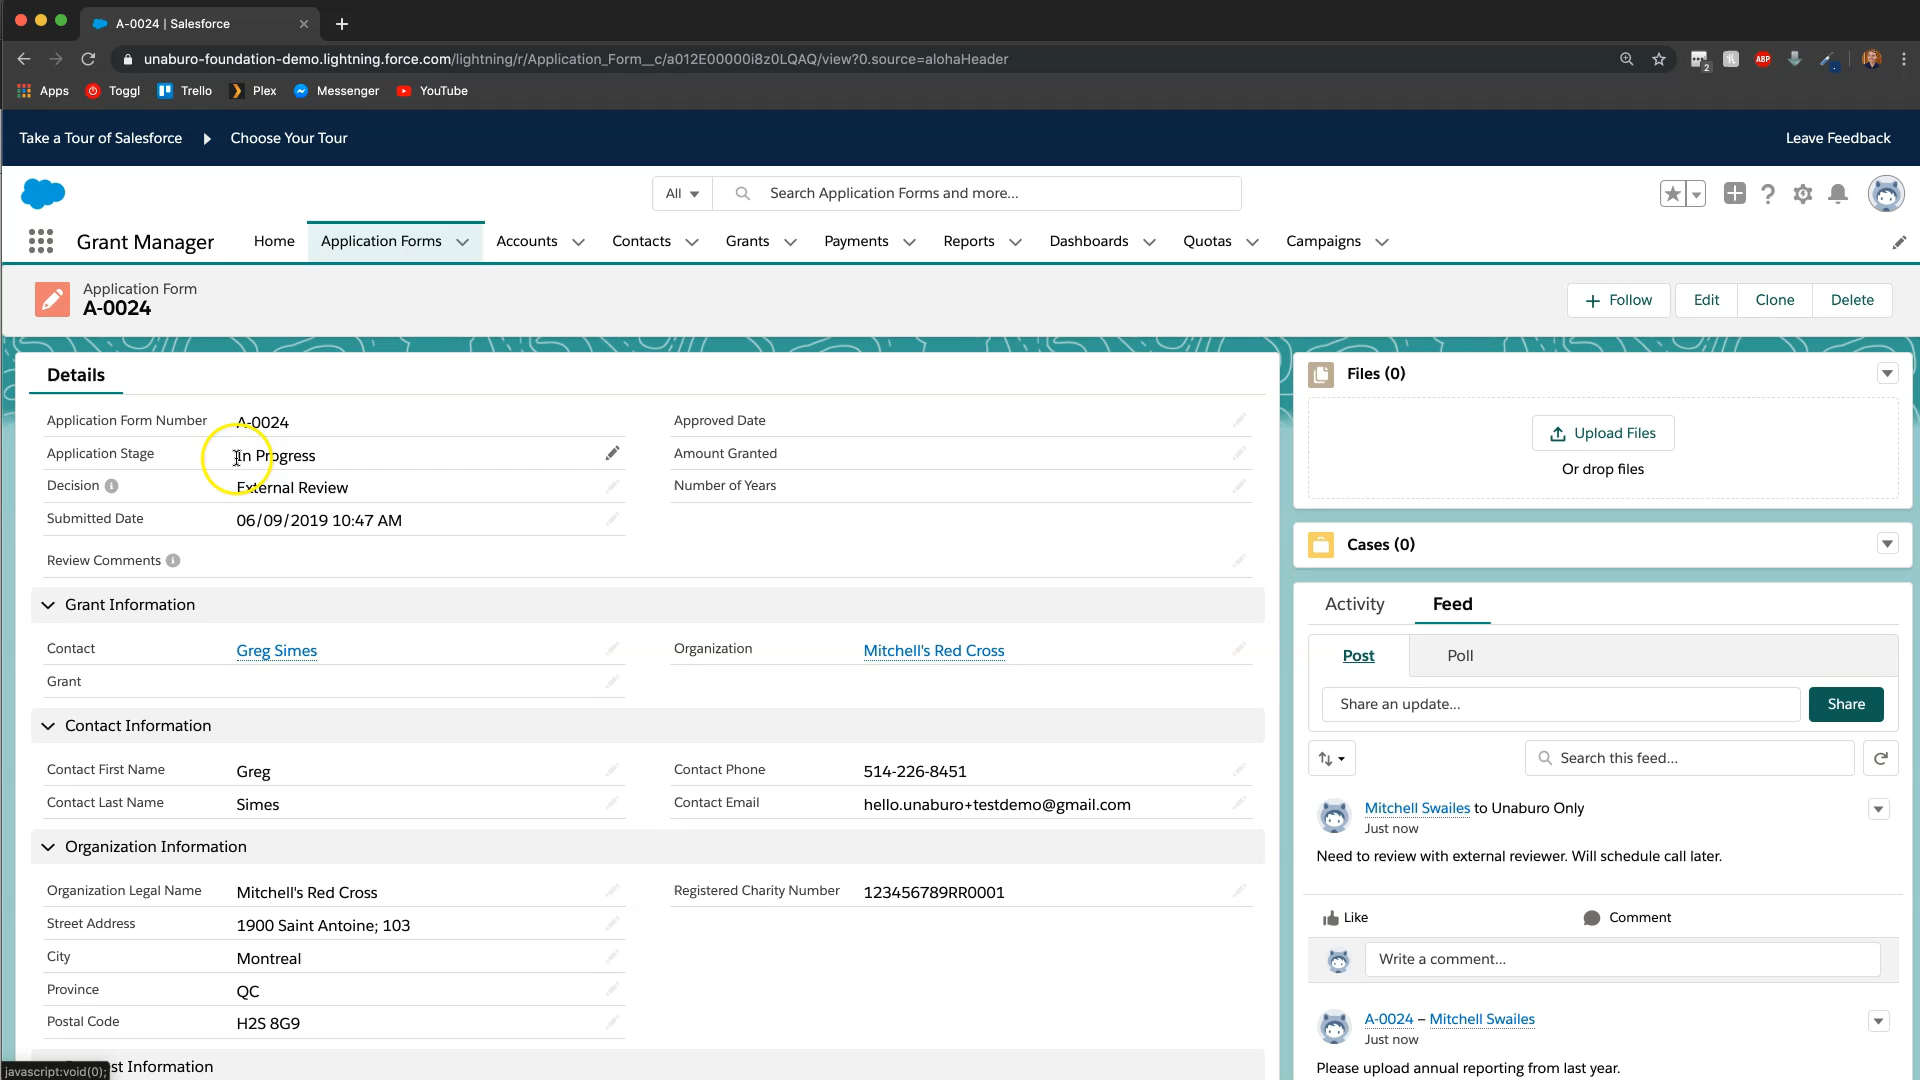 A-0024 | Salesforce
unaburo-foundation-demo.lightning.force.com/lightning/r/Application_Form__c/a012E00000i8z0LQAQ/view?0.source=alohaHeader
2
ABP
Apps Toggl Trello Plex Messenger YouTube
Take a Tour of Salesforce Choose Your Tour Leave Feedback
All Search Application Forms and more...
Grant Manager Home Application Forms Accounts Contacts Grants Payments Reports Dashboards Quotas Campaigns
Application Form
A-0024
Follow Edit Clone Delete
Details
Application Form Number A-0024
Approved Date
Application Stage In Progress
Amount Granted
Decision External Review
Number of Years
Submitted Date 06/09/2019 10:47 AM
Review Comments
Grant Information
Contact Greg Simes
Organization Mitchell's Red Cross
Grant
Contact Information
Contact First Name Greg
Contact Phone 514-226-8451
Contact Last Name Simes
Contact Email hello.unaburo+testdemo@gmail.com
Organization Information
Organization Legal Name Mitchell's Red Cross
Registered Charity Number 123456789RR0001
Street Address 1900 Saint Antoine; 103
City Montreal
Province QC
Postal Code H2S 8G9
st Information
javascript:void(0);
Files (0)
Upload Files
Or drop files
Cases (0)
Activity Feed
Post Poll
Share an update... Share
Search this feed...
Mitchell Swailes to Unaburo Only
Just now
Need to review with external reviewer. Will schedule call later.
Like Comment
Write a comment...
A-0024 – Mitchell Swailes
Just now
Please upload annual reporting from last year.